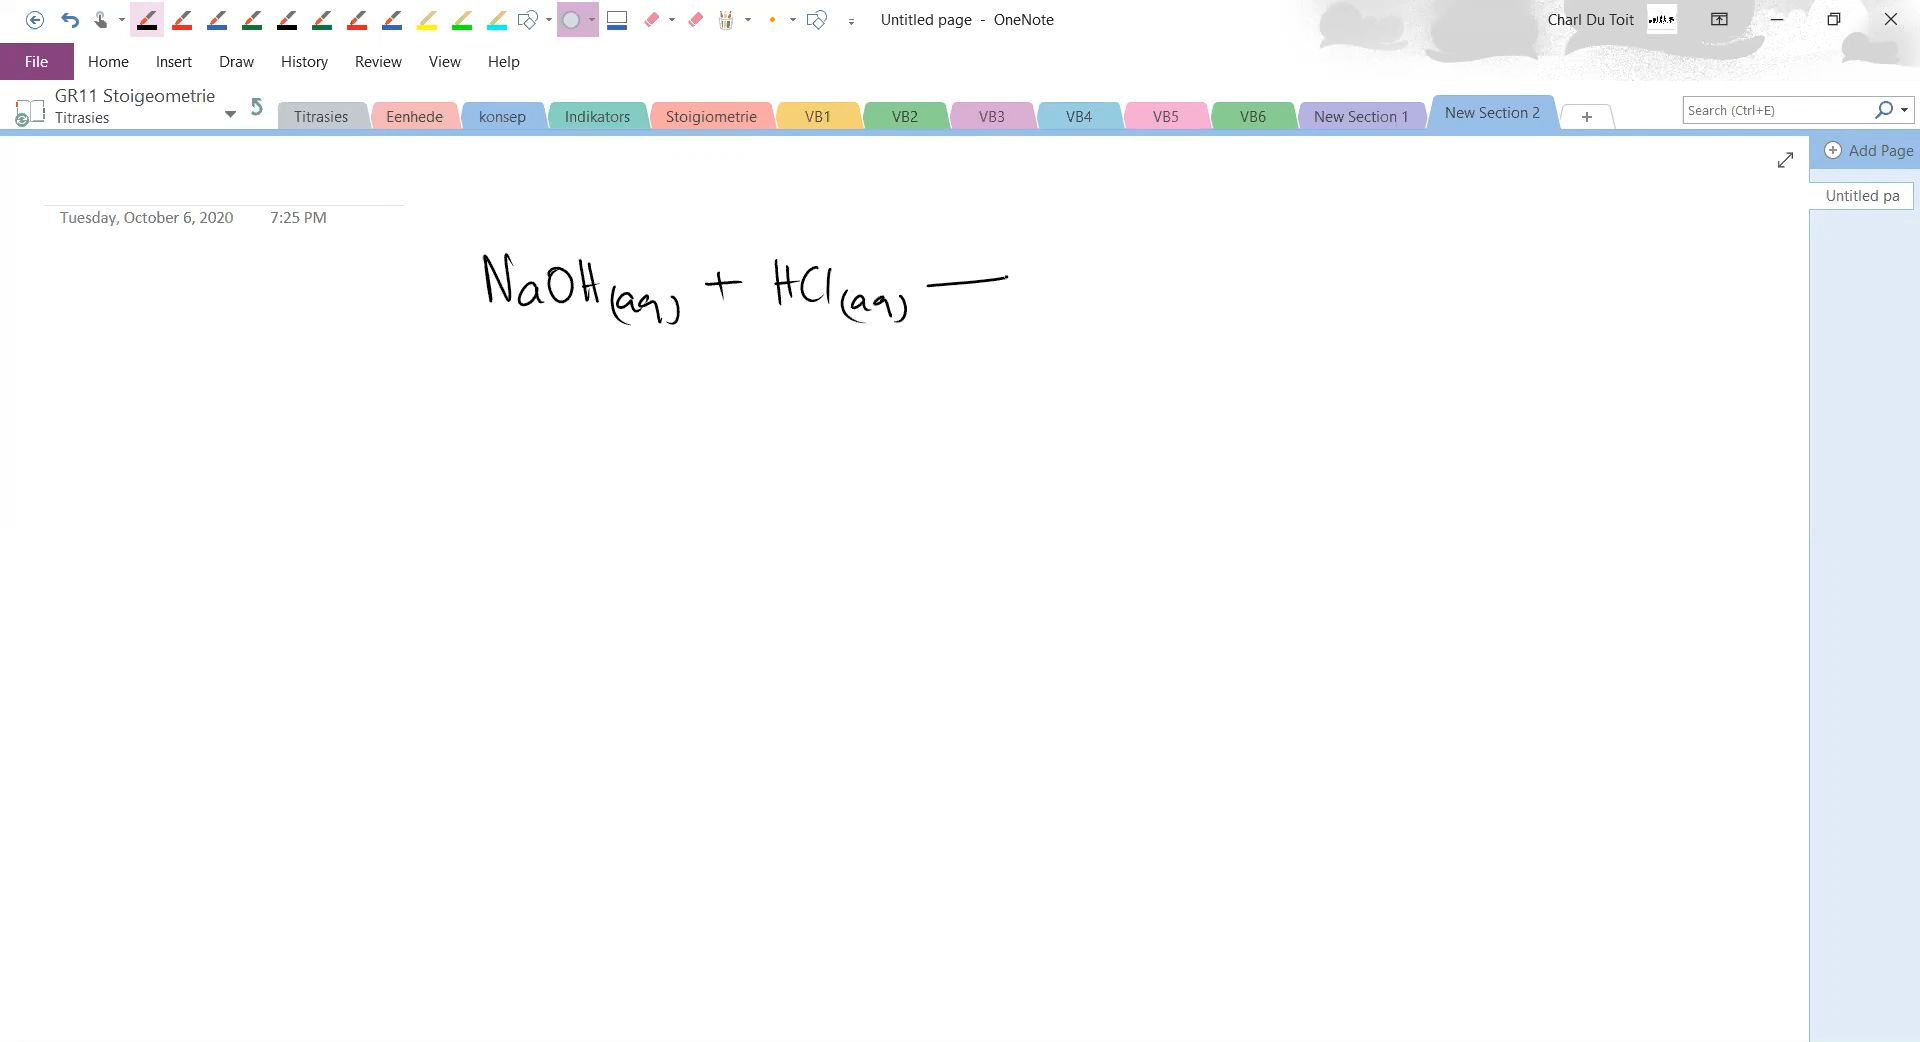 Untitled page - OneNote
Charl Du Toit
File Home Insert Draw History Review View Help
GR11 Stoigeometrie
Titrasies
Titrasies Eenhede konsep Indikators Stoigiometrie VB1 VB2 VB3 VB4 VB5 VB6 New Section 1 New Section 2 +
Search (Ctrl+E)
Add Page
Untitled pa
Tuesday, October 6, 2020 7:25 PM
NaOH(aq) + HCl(aq) —